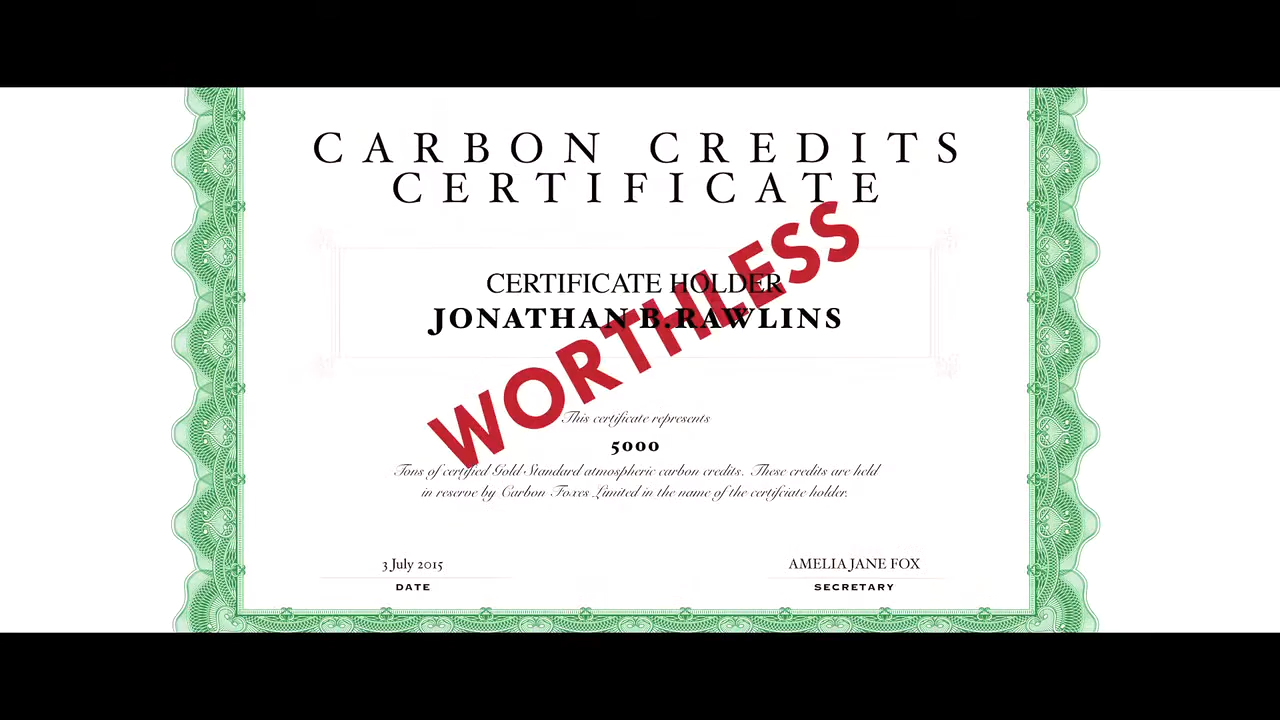 CARBON CREDITS
CERTIFICATE
WORTHLESS
CERTIFICATE HOLDER
JONATHAN B.RAWLINS
This certificate represents
5000
Tons of certified Gold Standard atmospheric carbon credits. These credits are held
in reserve by Carbon Foxes Limited in the name of the certificiate holder.
3 July 2015
DATE
AMELIA JANE FOX
SECRETARY